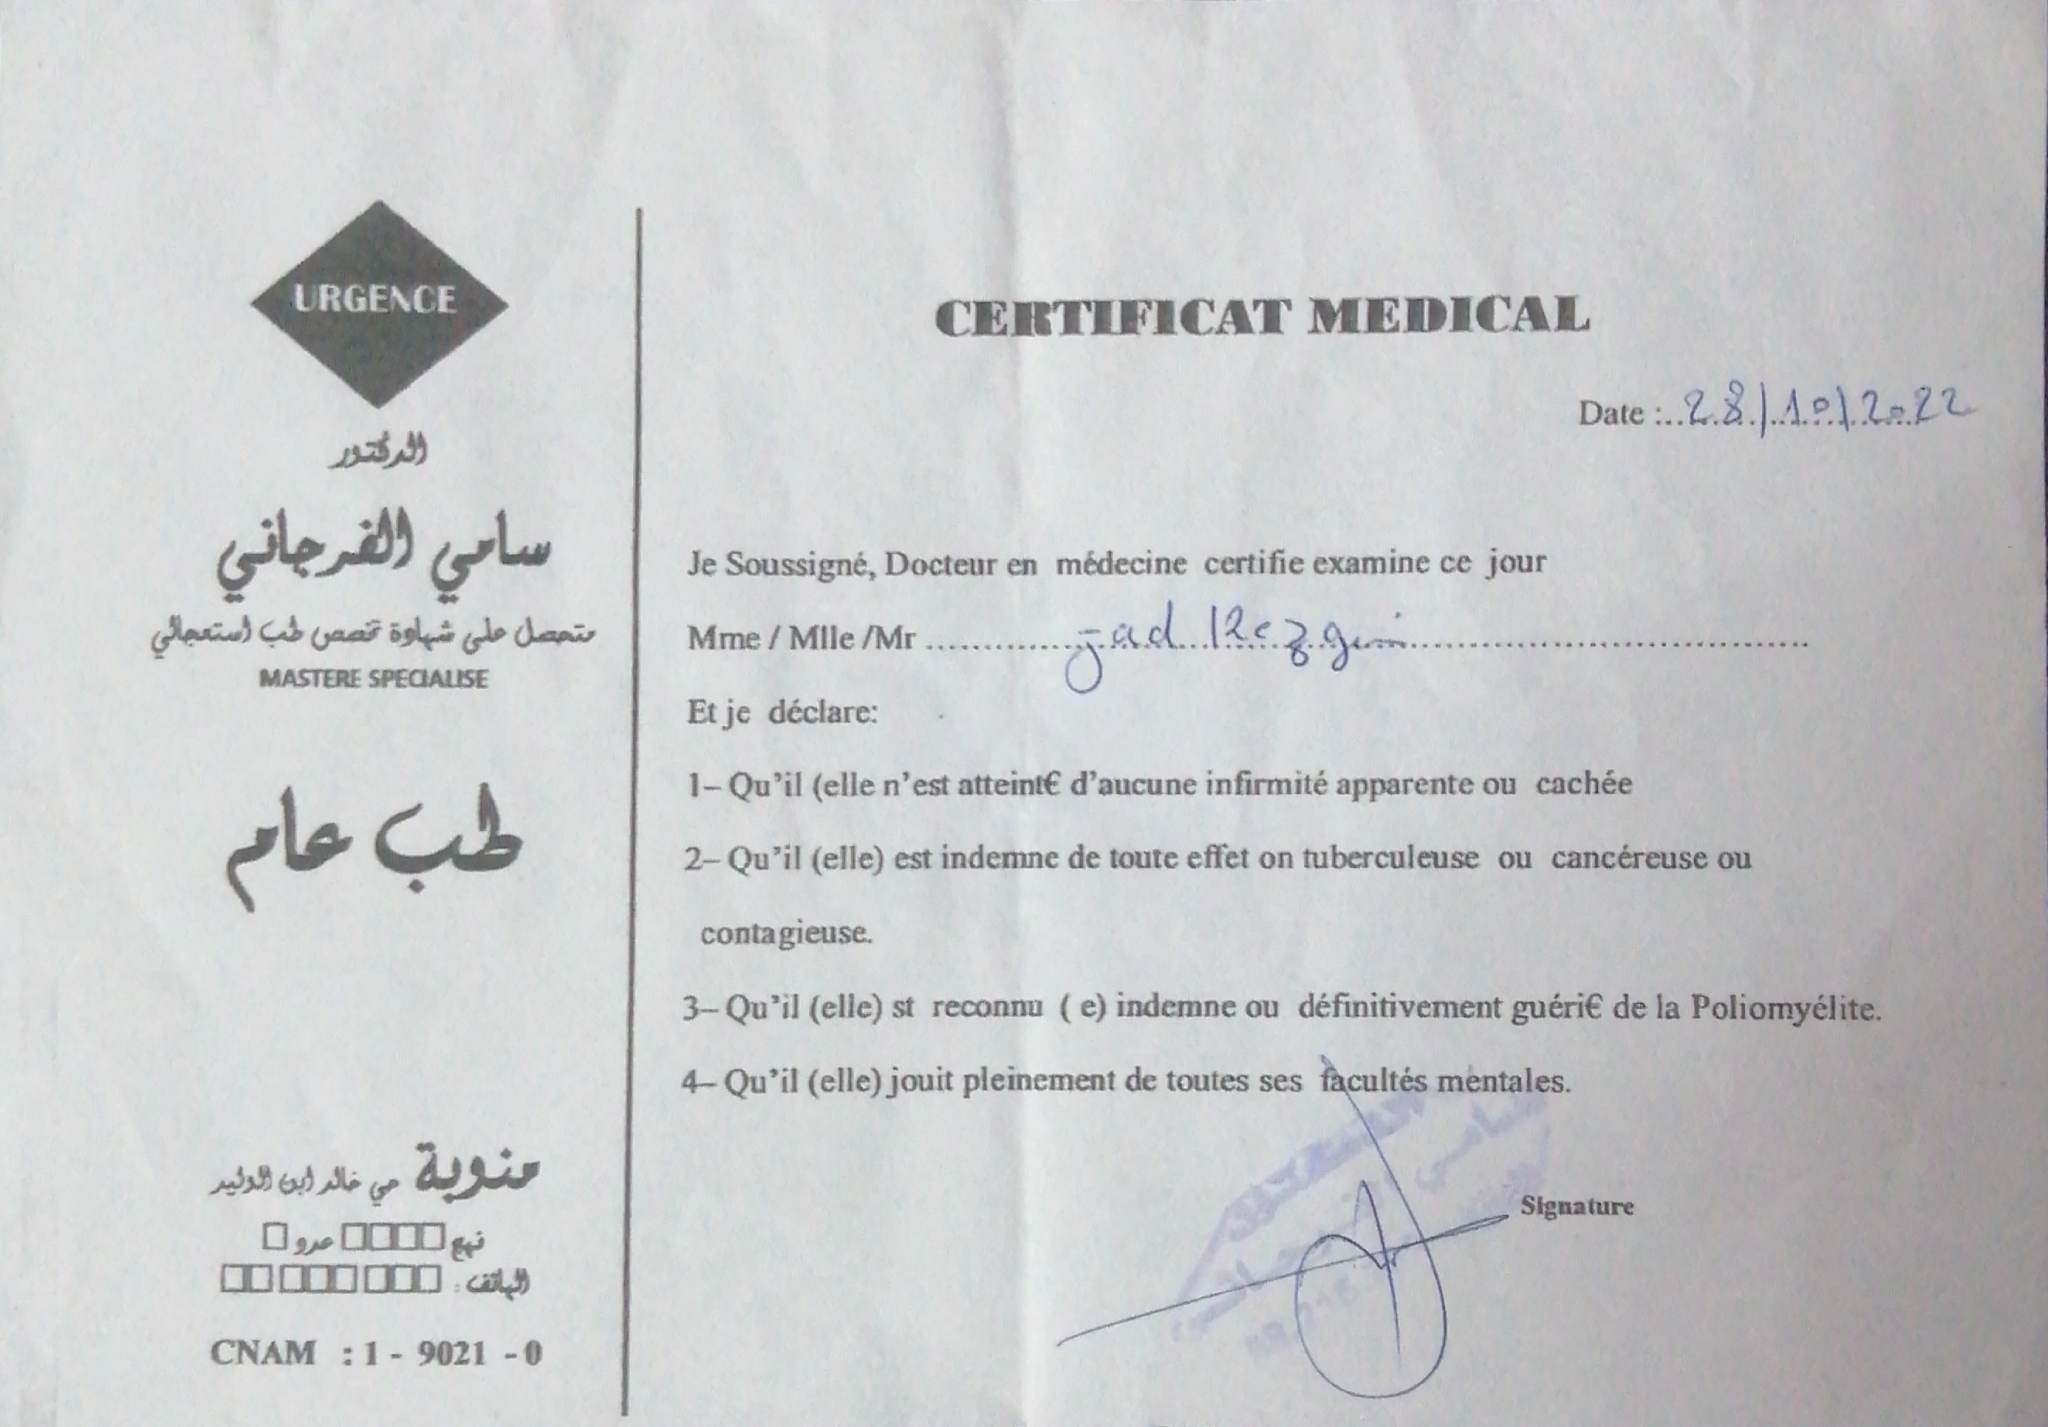 URGENCE
الدكتور
سامي الفرجاني
متحصل على شهادة تخصص طب استعجالي
MASTERE SPECIALISE
طب عام
منوبة حي خالد ابن الوليد
نهج □□□□ عدد □
الهاتف : □□□ □□□ □□
CNAM : 1 - 9021 - 0
CERTIFICAT MEDICAL
Date :..28/10/2022
Je Soussigné, Docteur en médecine certifie examine ce jour
Mme / Mlle /Mr ............. jad Rezgui ..............................
Et je déclare:
1– Qu’il (elle n’est atteint€ d’aucune infirmité apparente ou cachée
2– Qu’il (elle) est indemne de toute effet on tuberculeuse ou cancéreuse ou
contagieuse.
3– Qu’il (elle) st reconnu ( e) indemne ou définitivement guéri€ de la Poliomyélite.
4– Qu’il (elle) jouit pleinement de toutes ses facultés mentales.
Signature